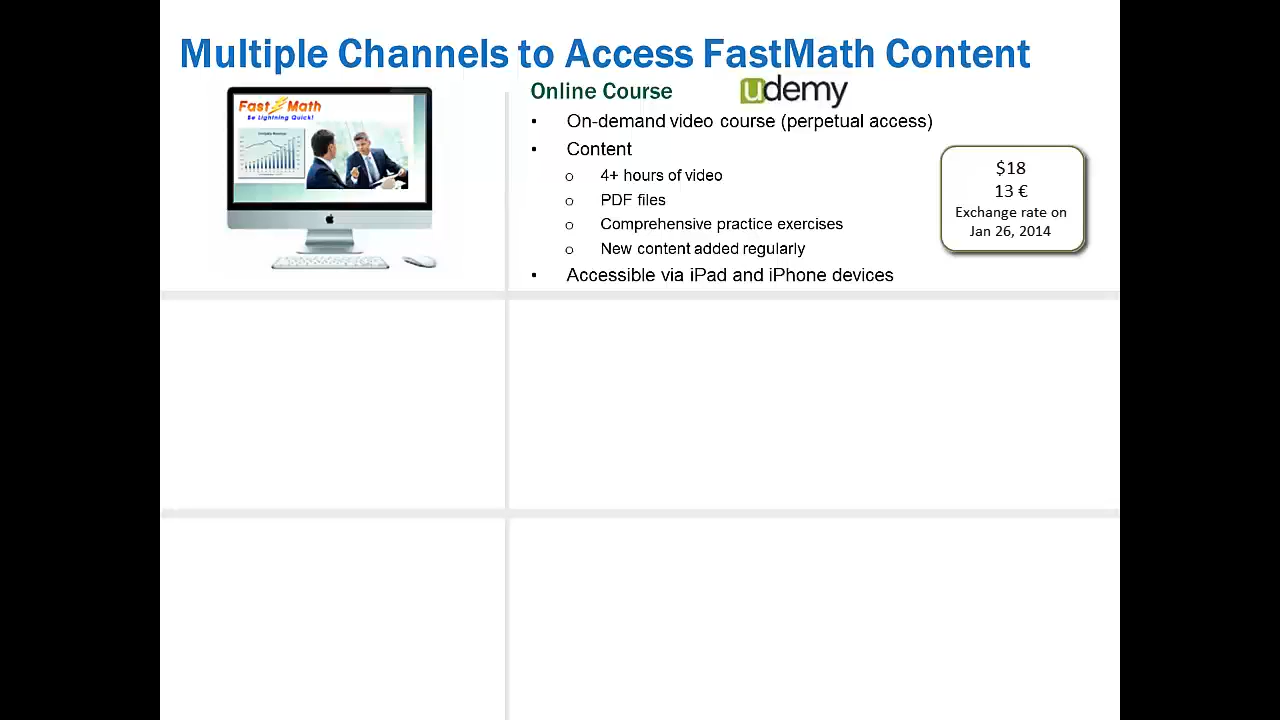 Multiple Channels to Access FastMath Content
Fast Math
Be Lightning Quick!
Online Course
udemy
▪ On-demand video course (perpetual access)
▪ Content
o 4+ hours of video
o PDF files
o Comprehensive practice exercises
o New content added regularly
▪ Accessible via iPad and iPhone devices
$18
13 €
Exchange rate on
Jan 26, 2014